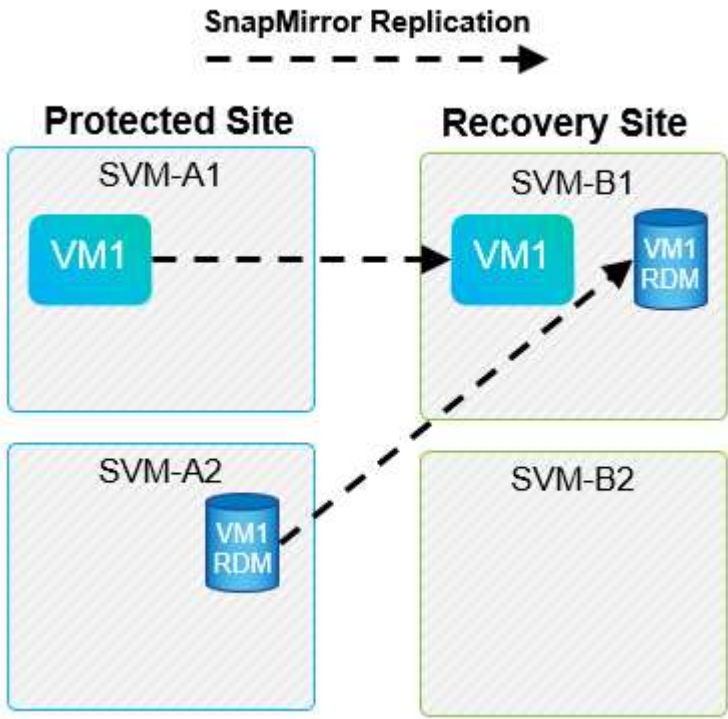 SnapMirror Replication
Protected Site
Recovery Site
SVM-A1
VM1
SVM-B1
VM1
VM1
RDM
SVM-A2
VM1
RDM
SVM-B2